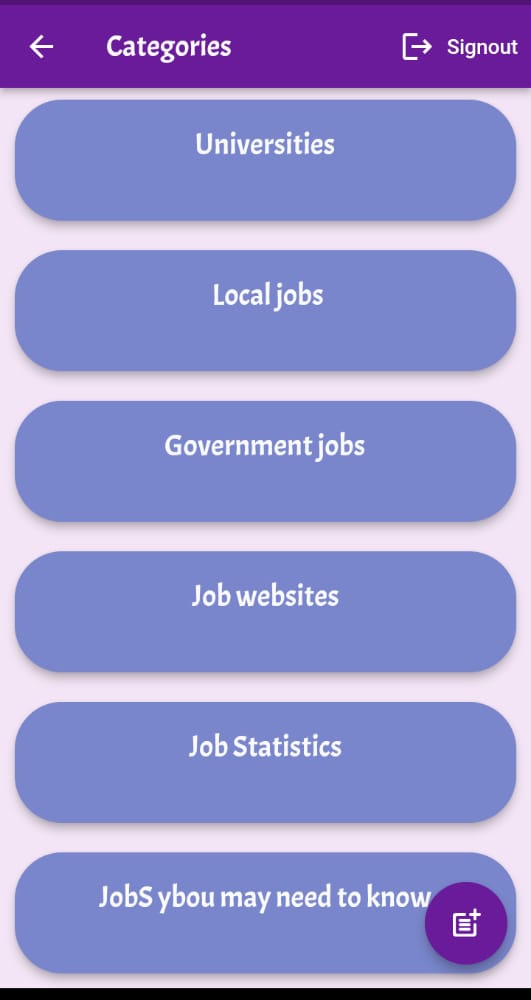 Categories
Signout
Universities
Local jobs
Government jobs
Job websites
Job Statistics
JobS ybou may need to know